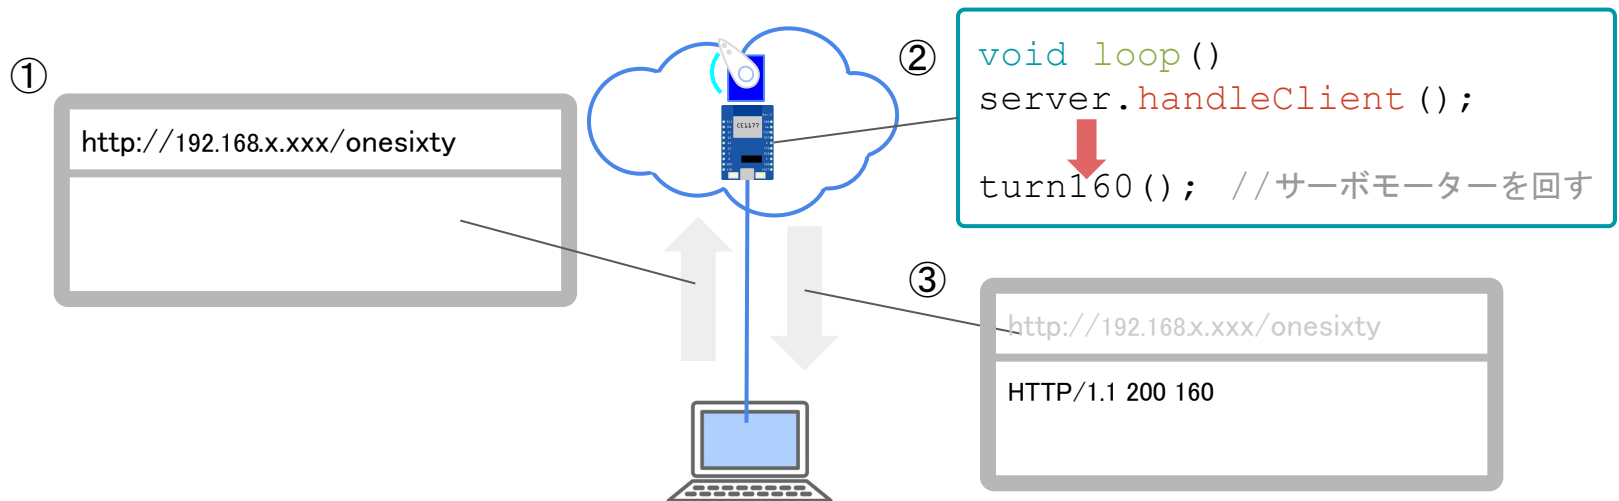 ①
http://192.168.x.xxx/onesixty
CE1177
②
void loop()
server.handleClient();
turn160(); //サーボモーターを回す
③
http://192.168.x.xxx/onesixty
HTTP/1.1 200 160